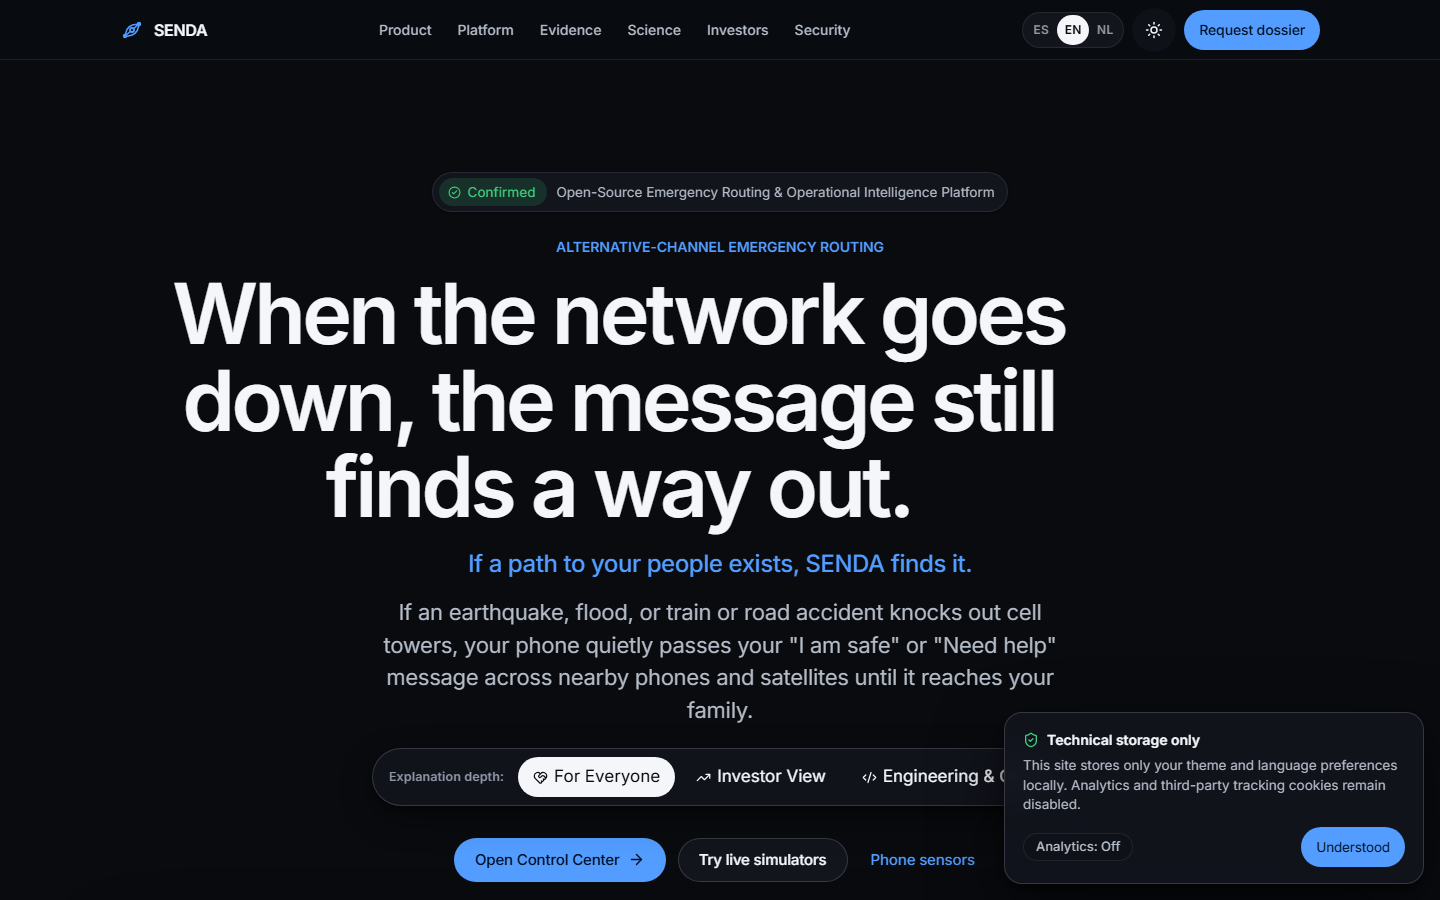 SENDA
Product Platform Evidence Science Investors Security
ES EN NL
Request dossier
Confirmed Open-Source Emergency Routing & Operational Intelligence Platform
ALTERNATIVE-CHANNEL EMERGENCY ROUTING
When the network goes
down, the message still
finds a way out.
If a path to your people exists, SENDA finds it.
If an earthquake, flood, or train or road accident knocks out cell
towers, your phone quietly passes your "I am safe" or "Need help"
message across nearby phones and satellites until it reaches your
family.
Explanation depth: For Everyone Investor View Engineering &
Open Control Center Try live simulators Phone sensors
Technical storage only
This site stores only your theme and language preferences
locally. Analytics and third-party tracking cookies remain
disabled.
Analytics: Off
Understood